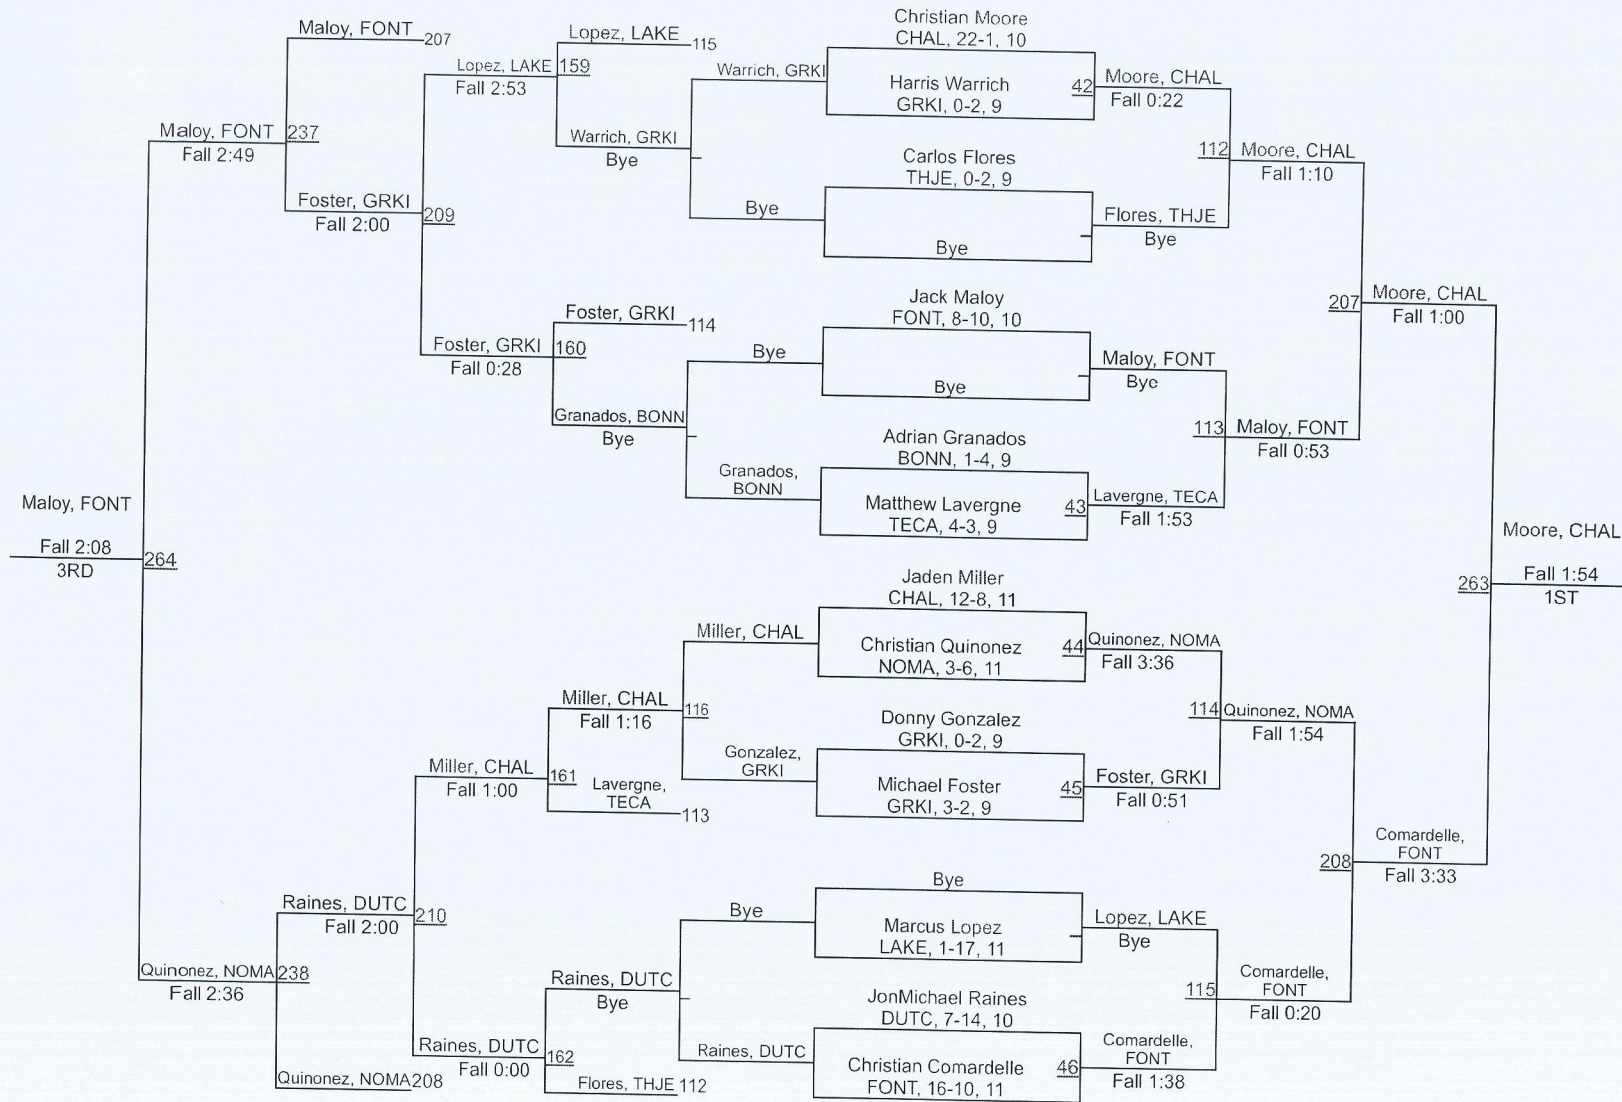 Christian Moore
CHAL, 22-1, 10
Harris Warrich
GRKI, 0-2, 9
42
Carlos Flores
THJE, 0-2, 9
Bye
Jack Maloy
FONT, 8-10, 10
Bye
Adrian Granados
BONN, 1-4, 9
Matthew Lavergne
TECA, 4-3, 9
43
Jaden Miller
CHAL, 12-8, 11
Christian Quinonez
NOMA, 3-6, 11
44
Donny Gonzalez
GRKI, 0-2, 9
Michael Foster
GRKI, 3-2, 9
45
Bye
Marcus Lopez
LAKE, 1-17, 11
JonMichael Raines
DUTC, 7-14, 10
Christian Comardelle
FONT, 16-10, 11
46
Moore, CHAL
Fall 0:22
Flores, THJE
Bye
Maloy, FONT
Bye
Lavergne, TECA
Fall 1:53
Quinonez, NOMA
Fall 3:36
Foster, GRKI
Fall 0:51
Lopez, LAKE
Bye
Comardelle,
FONT
Fall 1:38
112
Moore, CHAL
Fall 1:10
113
Maloy, FONT
Fall 0:53
114
Quinonez, NOMA
Fall 1:54
115
Comardelle,
FONT
Fall 0:20
207
Moore, CHAL
Fall 1:00
208
Comardelle,
FONT
Fall 3:33
263
Moore, CHAL
Fall 1:54
1ST
Warrich, GRKI
Bye
Bye
Granados,
BONN
Miller, CHAL
Gonzalez,
GRKI
Bye
Raines, DUTC
Lopez, LAKE
115
Warrich, GRKI
Bye
Foster, GRKI
114
Granados, BONN
Bye
Miller, CHAL
Fall 1:16
116
Lavergne,
TECA
113
Raines, DUTC
Bye
Flores, THJE
112
Lopez, LAKE
Fall 2:53
159
Foster, GRKI
Fall 0:28
160
Miller, CHAL
Fall 1:00
161
Raines, DUTC
Fall 0:00
162
Maloy, FONT
207
Foster, GRKI
Fall 2:00
209
Raines, DUTC
Fall 2:00
210
Quinonez, NOMA
208
Maloy, FONT
Fall 2:49
237
Quinonez, NOMA
Fall 2:36
238
Maloy, FONT
Fall 2:08
3RD
264